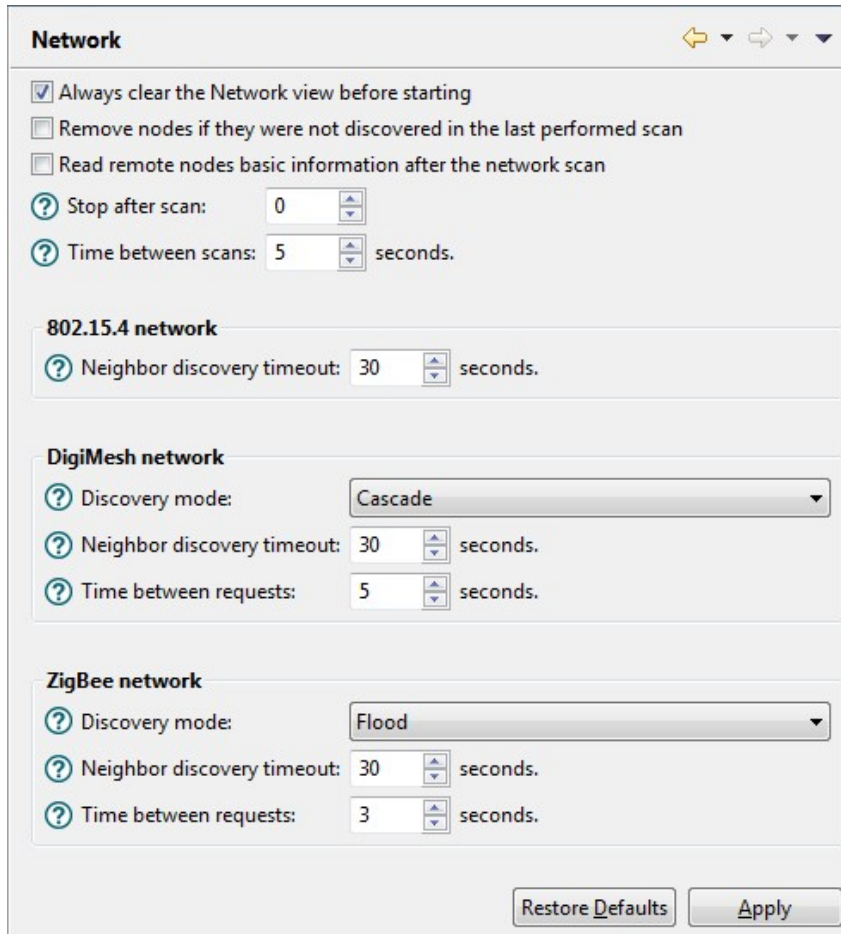 Network
Always clear the Network view before starting
Remove nodes if they were not discovered in the last performed scan
Read remote nodes basic information after the network scan
Stop after scan: 0
Time between scans: 5 seconds.
802.15.4 network
Neighbor discovery timeout: 30 seconds.
DigiMesh network
Discovery mode: Cascade
Neighbor discovery timeout: 30 seconds.
Time between requests: 5 seconds.
ZigBee network
Discovery mode: Flood
Neighbor discovery timeout: 30 seconds.
Time between requests: 3 seconds.
Restore Defaults Apply